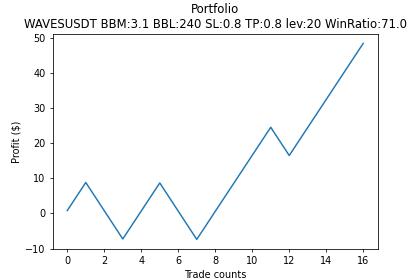 Portfolio
WAVESUSDT BBM:3.1 BBL:240 SL:0.8 TP:0.8 lev:20 WinRatio:71.0
50
40
30
20
10
0
−10
Profit ($)
0 2 4 6 8 10 12 14 16
Trade counts